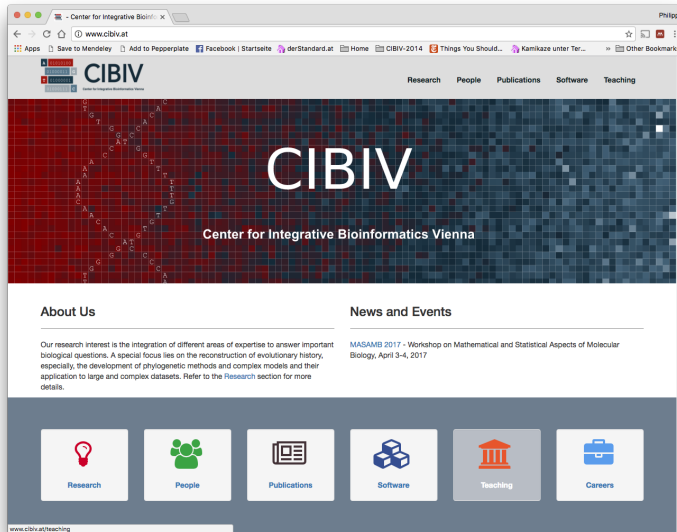 – Center for Integrative Bioinfo
Philipp
www.cibiv.at
Apps
Save to Mendeley
Add to Pepperplate
Facebook | Startseite
derStandard.at
Home
CIBIV-2014
Things You Should...
Kamikaze unter Ter...
»
Other Bookmark
CIBIV
Center for Integrative Bioinformatics Vienna
Research People Publications Software Teaching
CIBIV
Center for Integrative Bioinformatics Vienna
About Us
Our research interest is the integration of different areas of expertise to answer important
biological questions. A special focus lies on the reconstruction of evolutionary history,
especially, the development of phylogenetic methods and complex models and their
application to large and complex datasets. Refer to the Research section for more
details.
News and Events
MASAMB 2017 - Workshop on Mathematical and Statistical Aspects of Molecular
Biology, April 3-4, 2017
Research
People
Publications
Software
Teaching
Careers
www.cibiv.at/teaching